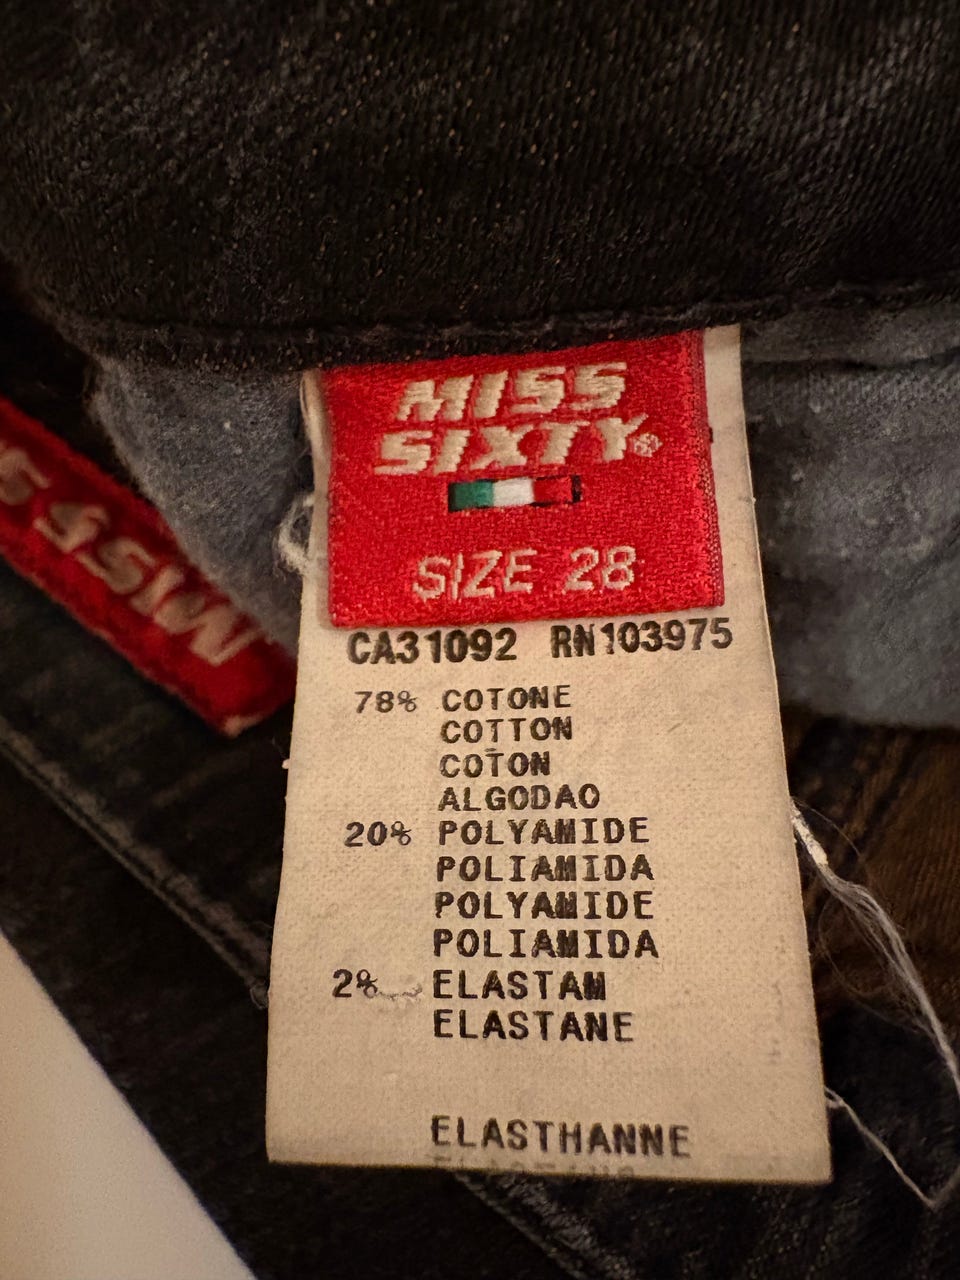 MISS
SIXTY®
SIZE 28
CA31092 RN103975
78% COTONE
COTTON
COTON
ALGODAO
20% POLYAMIDE
POLIAMIDA
POLYAMIDE
POLIAMIDA
2% ELASTAM
ELASTANE
ELASTHANNE
MISS S